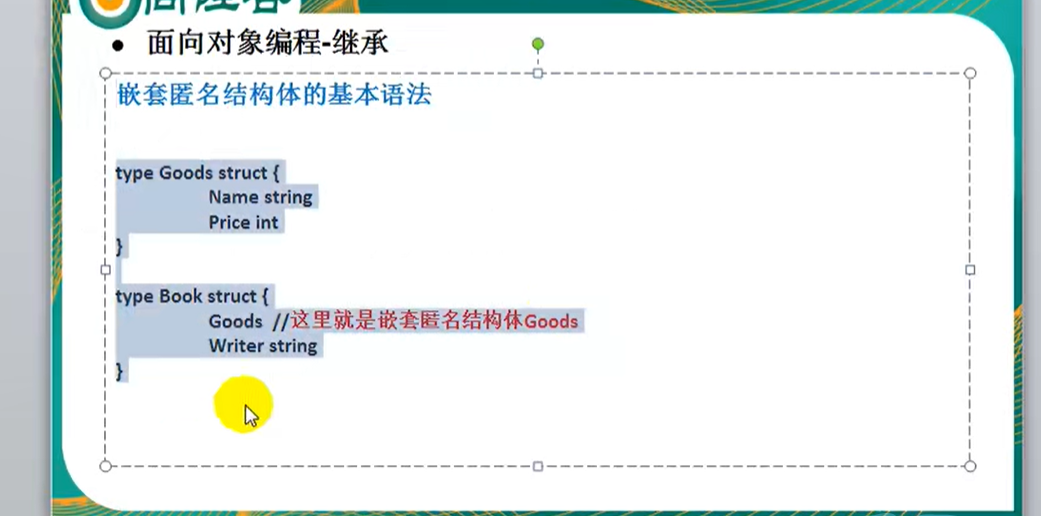 ● 面向对象编程-继承
嵌套匿名结构体的基本语法
type Goods struct {
Name string
Price int
}
type Book struct {
Goods //这里就是嵌套匿名结构体Goods
Writer string
}